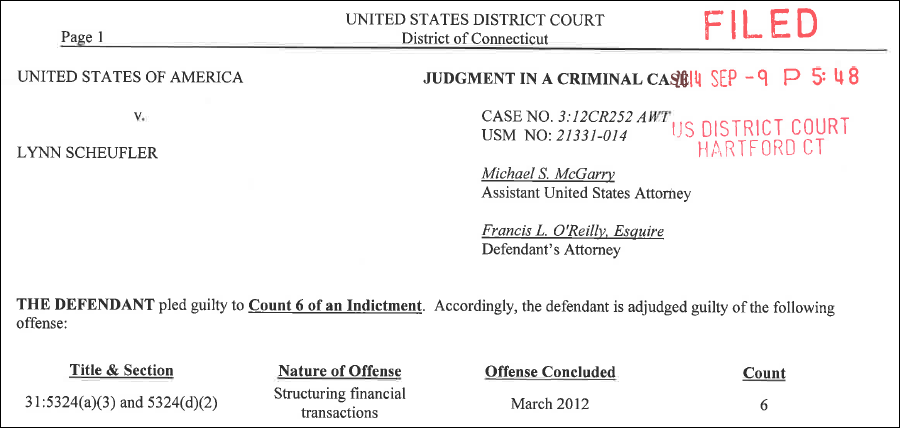 UNITED STATES DISTRICT COURT
Page 1
District of Connecticut
FILED
UNITED STATES OF AMERICA
v.
LYNN SCHEUFLER
JUDGMENT IN A CRIMINAL CASE
2014 SEP -9 P 5:48
CASE NO. 3:12CR252 AWT
USM NO: 21331-014
US DISTRICT COURT
HARTFORD CT
Michael S. McGarry
Assistant United States Attorney
Francis L. O'Reilly, Esquire
Defendant's Attorney
THE DEFENDANT pled guilty to Count 6 of an Indictment. Accordingly, the defendant is adjudged guilty of the following
offense:
Title & Section Nature of Offense Offense Concluded Count
31:5324(a)(3) and 5324(d)(2) Structuring financial March 2012 6
transactions